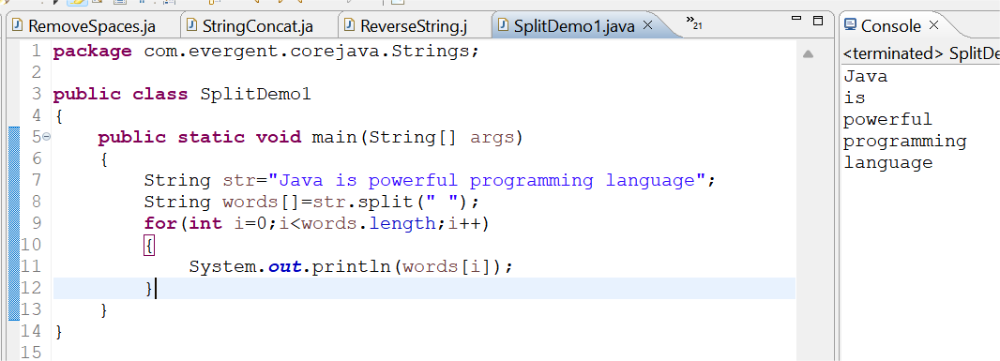 RemoveSpaces.ja StringConcat.ja ReverseString.j SplitDemo1.java »21
1 package com.evergent.corejava.Strings;
2
3 public class SplitDemo1
4 {
5 public static void main(String[] args)
6 {
7 String str="Java is powerful programming language";
8 String words[]=str.split(" ");
9 for(int i=0;i<words.length;i++)
10 {
11 System.out.println(words[i]);
12 }
13 }
14 }
15
Console
<terminated> SplitDe
Java
is
powerful
programming
language